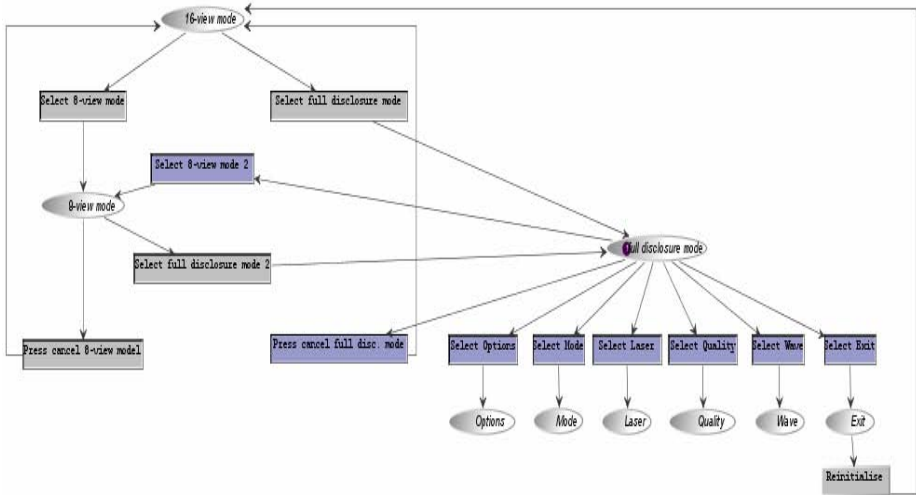 16-view mode
Select 8-view mode
Select full disclosure mode
Select 8-view mode 2
8-view mode
full disclosure mode
Select full disclosure mode 2
Press cancel 8-view model
Press cancel full disc. mode
Select Options
Select Mode
Select Laser
Select Quality
Select Wave
Select Exit
Options
Mode
Laser
Quality
Wave
Exit
Reinitialise